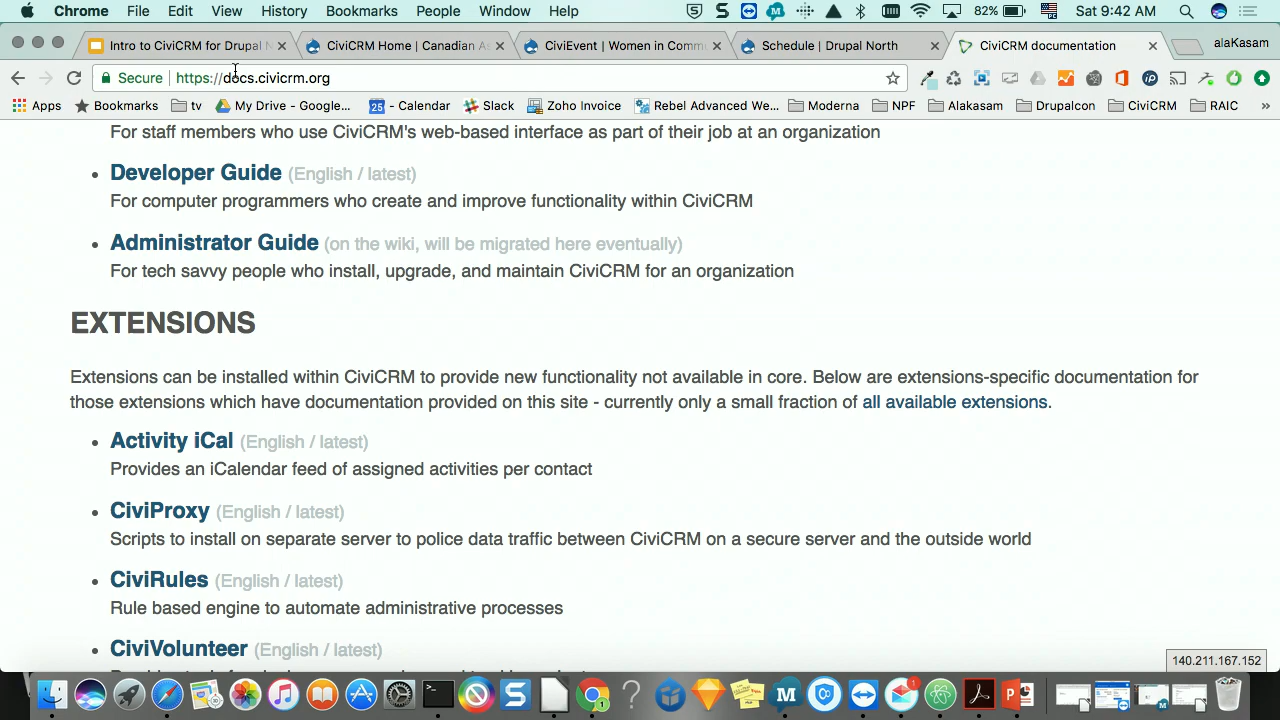 Chrome File Edit View History Bookmarks People Window Help 82% Sat 9:42 AM
Intro to CiviCRM for Drupal N
CiviCRM Home | Canadian As
CiviEvent | Women in Commu
Schedule | Drupal North
CiviCRM documentation
alaKasam
Secure | https://docs.civicrm.org
Apps Bookmarks tv My Drive - Google... 25 - Calendar Slack Zoho Invoice Rebel Advanced We... Moderna NPF Alakasam Drupalcon CiviCRM RAIC »
For staff members who use CiviCRM's web-based interface as part of their job at an organization
• Developer Guide (English / latest)
For computer programmers who create and improve functionality within CiviCRM
• Administrator Guide (on the wiki, will be migrated here eventually)
For tech savvy people who install, upgrade, and maintain CiviCRM for an organization
EXTENSIONS
Extensions can be installed within CiviCRM to provide new functionality not available in core. Below are extensions-specific documentation for
those extensions which have documentation provided on this site - currently only a small fraction of all available extensions.
• Activity iCal (English / latest)
Provides an iCalendar feed of assigned activities per contact
• CiviProxy (English / latest)
Scripts to install on separate server to police data traffic between CiviCRM on a secure server and the outside world
• CiviRules (English / latest)
Rule based engine to automate administrative processes
• CiviVolunteer (English / latest)
140.211.167.152